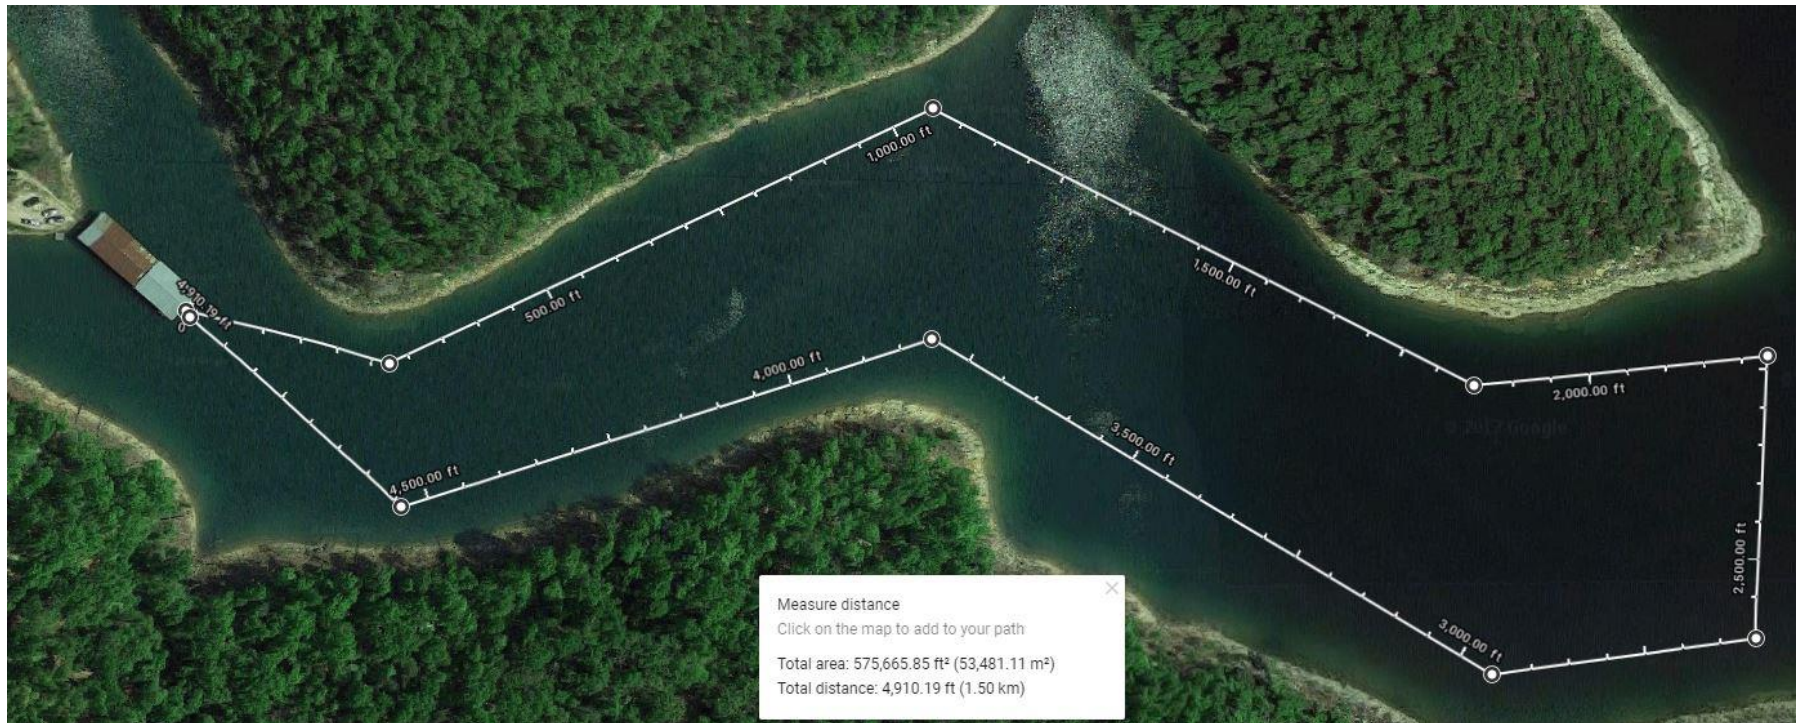 4,910.19 ft
0
500.00 ft
1,000.00 ft
1,500.00 ft
2,000.00 ft
2,500.00 ft
3,000.00 ft
3,500.00 ft
4,000.00 ft
4,500.00 ft
© 2017 Google
Measure distance
Click on the map to add to your path
Total area: 575,665.85 ft² (53,481.11 m²)
Total distance: 4,910.19 ft (1.50 km)